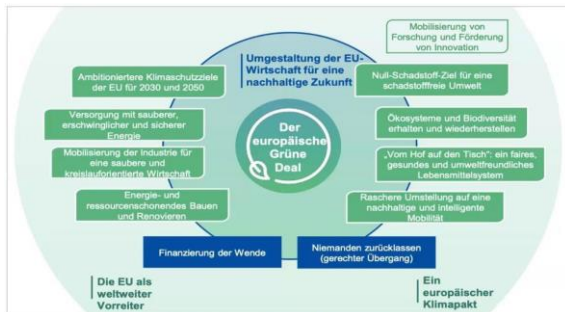 Mobilisierung von
Forschung und Förderung
von Innovation
Umgestaltung der EU-
Wirtschaft für eine
nachhaltige Zukunft
Ambitioniertere Klimaschutzziele
der EU für 2030 und 2050
Null-Schadstoff-Ziel für eine
schadstofffreie Umwelt
Versorgung mit sauberer,
erschwinglicher und sicherer
Energie
Ökosysteme und Biodiversität
erhalten und wiederherstellen
Der
europäische
Grüne
Deal
Mobilisierung der Industrie für
eine saubere und
kreislauforientierte Wirtschaft
„Vom Hof auf den Tisch“: ein faires,
gesundes und umweltfreundliches
Lebensmittelsystem
Energie- und
ressourcenschonendes Bauen
und Renovieren
Raschere Umstellung auf eine
nachhaltige und intelligente
Mobilität
Finanzierung der Wende
Niemanden zurücklassen
(gerechter Übergang)
Die EU als
weltweiter
Vorreiter
Ein
europäischer
Klimapakt